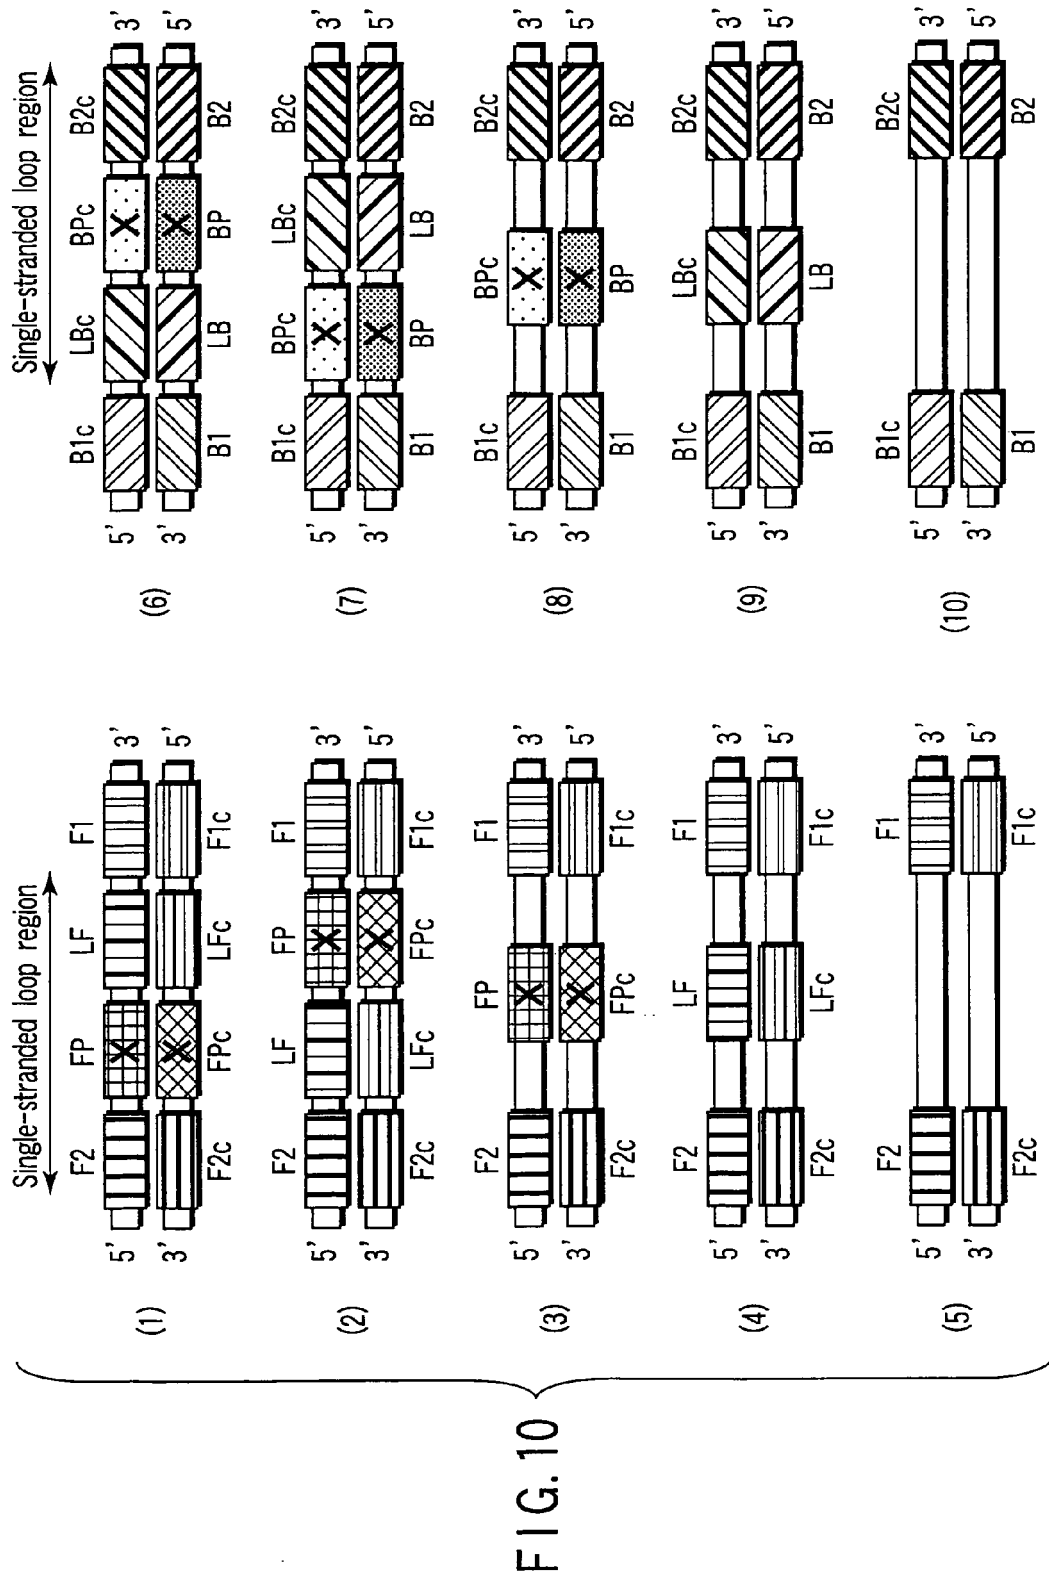 FIG. 10
Single-stranded loop region
(1)
F2 FP LF F1
5' 3'
3' 5'
F2c FPc LFc F1c
(2)
F2 LF FP F1
5' 3'
3' 5'
F2c LFc FPc F1c
(3)
F2 FP F1
5' 3'
3' 5'
F2c FPc F1c
(4)
F2 LF F1
5' 3'
3' 5'
F2c LFc F1c
(5)
F2 F1
5' 3'
3' 5'
F2c F1c
Single-stranded loop region
(6)
B1c LBc BPc B2c
5' 3'
3' 5'
B1 LB BP B2
(7)
B1c BPc LBc B2c
5' 3'
3' 5'
B1 BP LB B2
(8)
B1c BPc B2c
5' 3'
3' 5'
B1 BP B2
(9)
B1c LBc B2c
5' 3'
3' 5'
B1 LB B2
(10)
B1c B2c
5' 3'
3' 5'
B1 B2